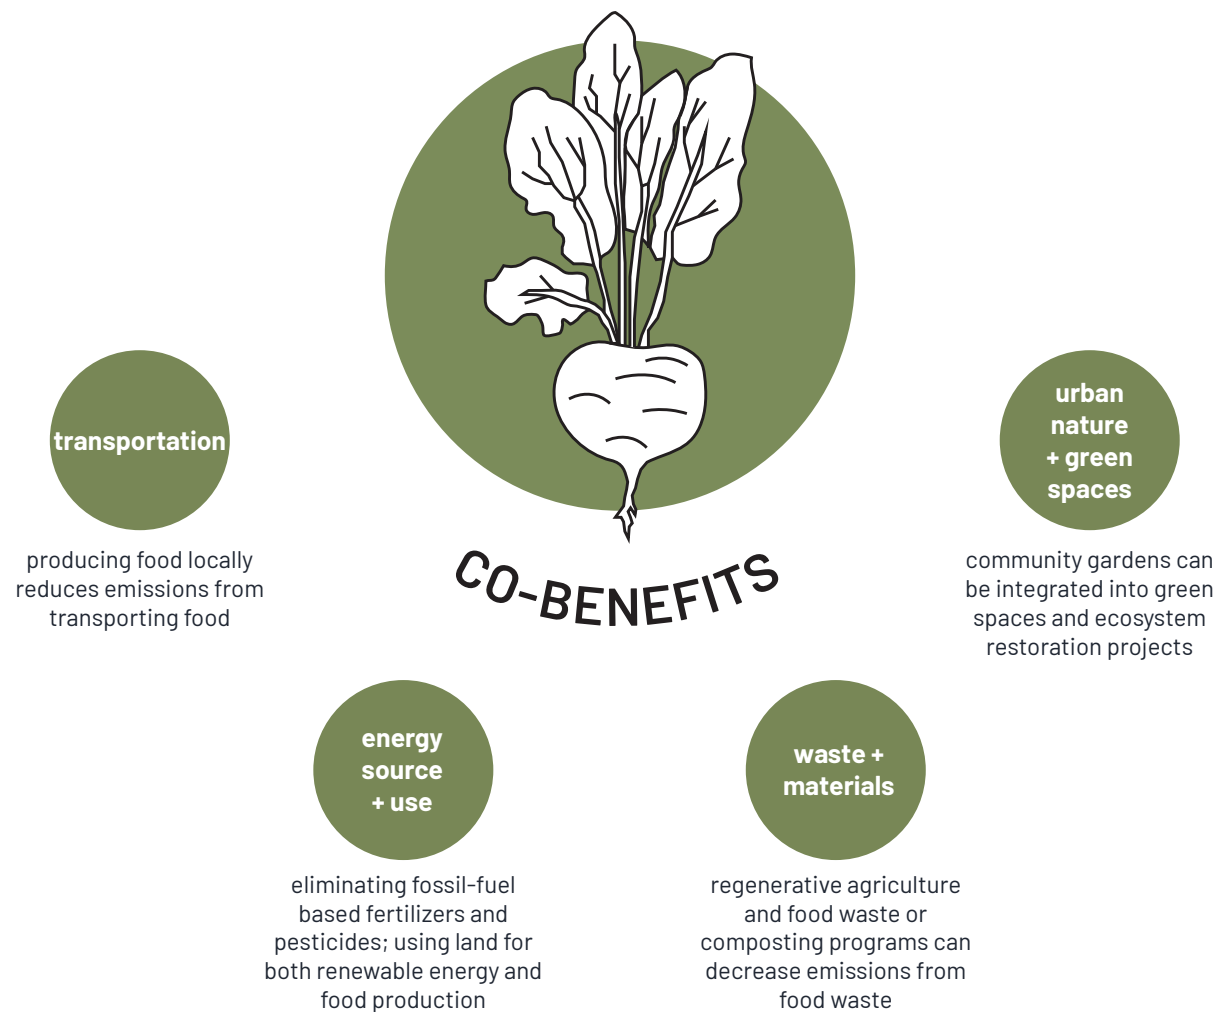 CO-BENEFITS
transportation
producing food locally
reduces emissions from
transporting food
urban
nature
+ green
spaces
community gardens can
be integrated into green
spaces and ecosystem
restoration projects
energy
source
+ use
eliminating fossil-fuel
based fertilizers and
pesticides; using land for
both renewable energy and
food production
waste +
materials
regenerative agriculture
and food waste or
composting programs can
decrease emissions from
food waste